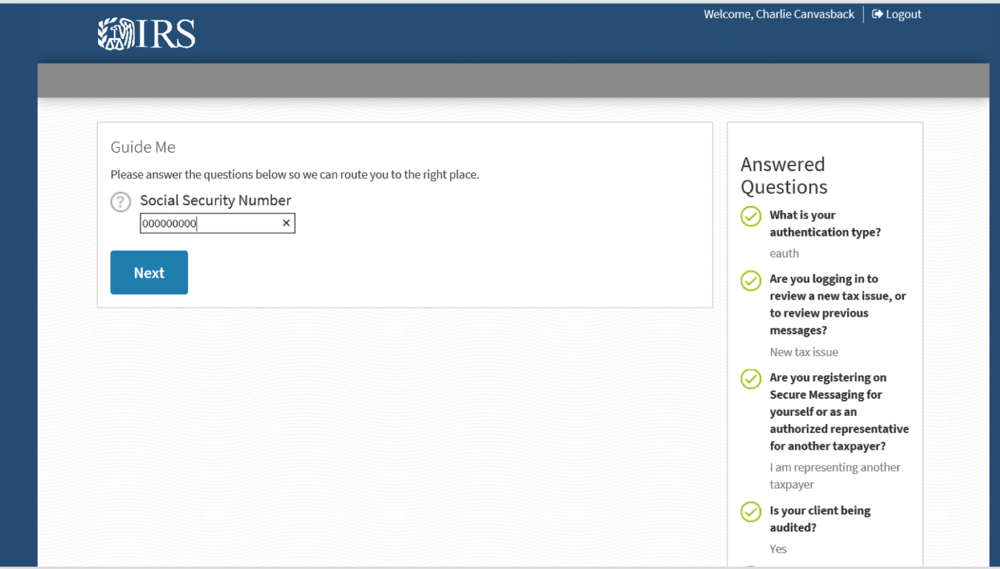 Welcome, Charlie Canvasback
Logout
IRS
Guide Me
Please answer the questions below so we can route you to the right place.
? Social Security Number
000000000 ×
Next
Answered
Questions
What is your
authentication type?
eauth
Are you logging in to
review a new tax issue, or
to review previous
messages?
New tax issue
Are you registering on
Secure Messaging for
yourself or as an
authorized representative
for another taxpayer?
I am representing another
taxpayer
Is your client being
audited?
Yes